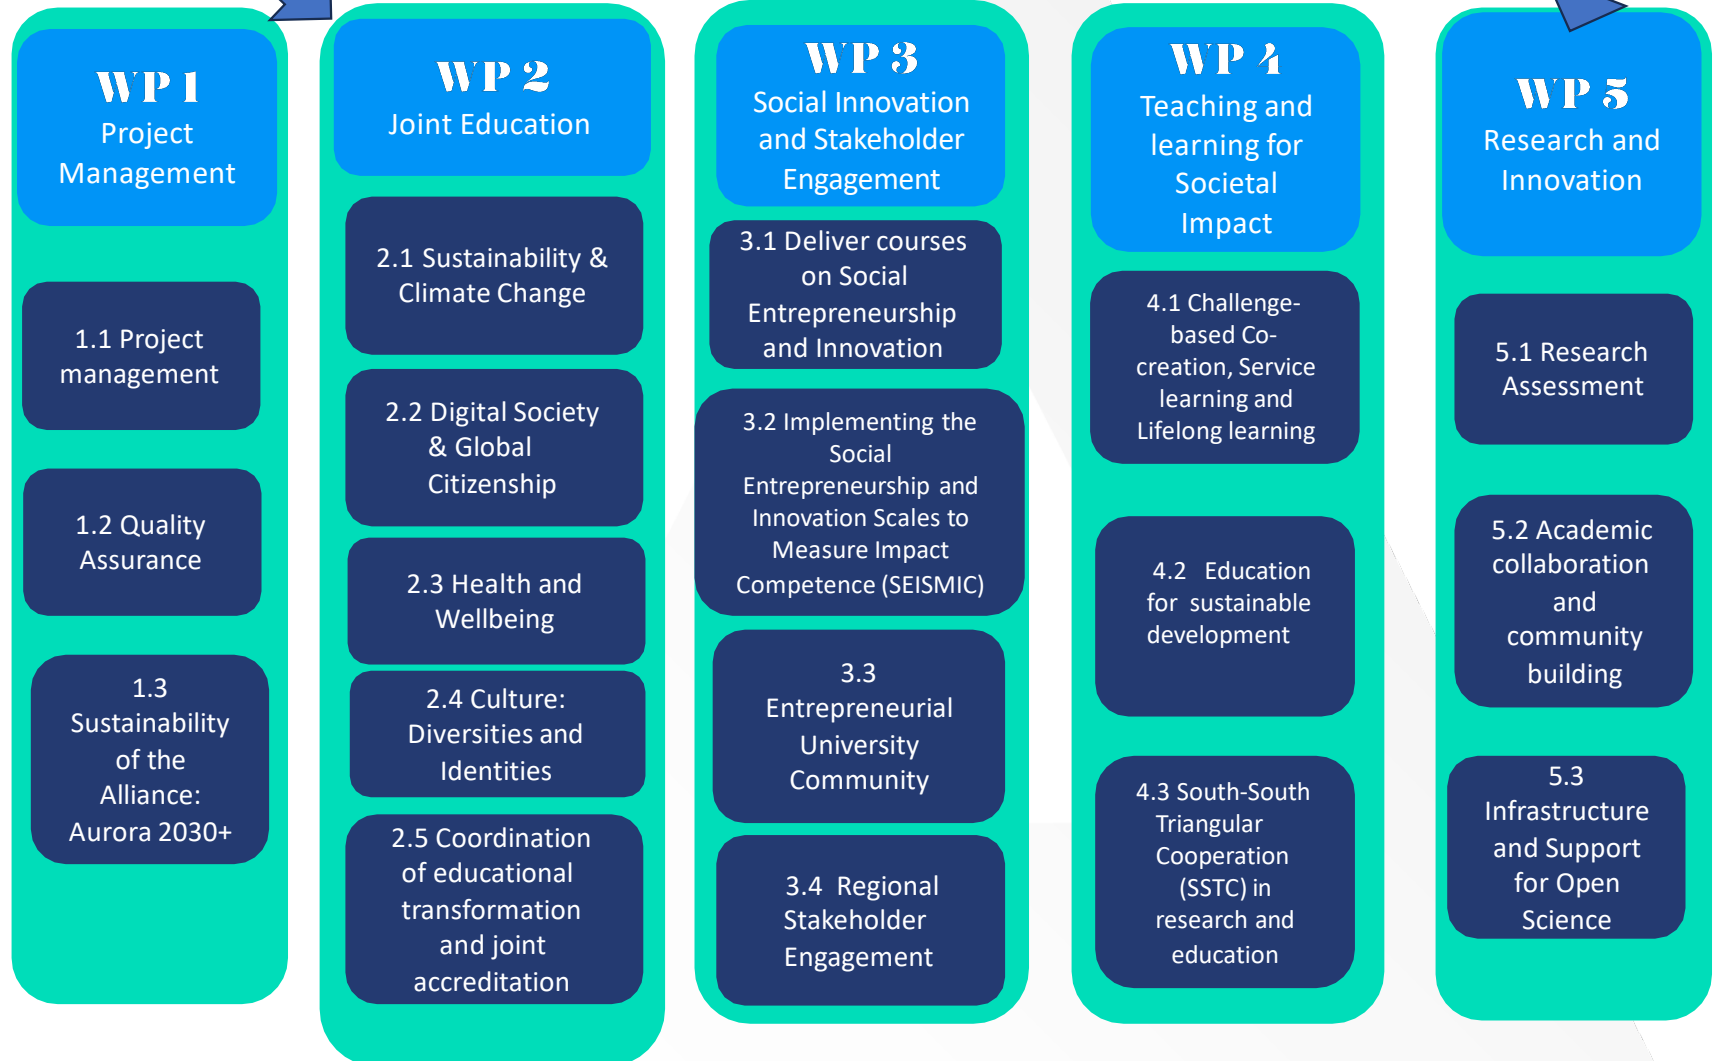 WP 1
Project
Management
1.1 Project
management
1.2 Quality
Assurance
1.3
Sustainability
of the
Alliance:
Aurora 2030+
WP 2
Joint Education
2.1 Sustainability &
Climate Change
2.2 Digital Society
& Global
Citizenship
2.3 Health and
Wellbeing
2.4 Culture:
Diversities and
Identities
2.5 Coordination
of educational
transformation
and joint
accreditation
WP 3
Social Innovation
and Stakeholder
Engagement
3.1 Deliver courses
on Social
Entrepreneurship
and Innovation
3.2 Implementing the
Social
Entrepreneurship and
Innovation Scales to
Measure Impact
Competence (SEISMIC)
3.3
Entrepreneurial
University
Community
3.4 Regional
Stakeholder
Engagement
WP 4
Teaching and
learning for
Societal
Impact
4.1 Challenge-
based Co-
creation, Service
learning and
Lifelong learning
4.2 Education
for sustainable
development
4.3 South-South
Triangular
Cooperation
(SSTC) in
research and
education
WP 5
Research and
Innovation
5.1 Research
Assessment
5.2 Academic
collaboration
and
community
building
5.3
Infrastructure
and Support
for Open
Science